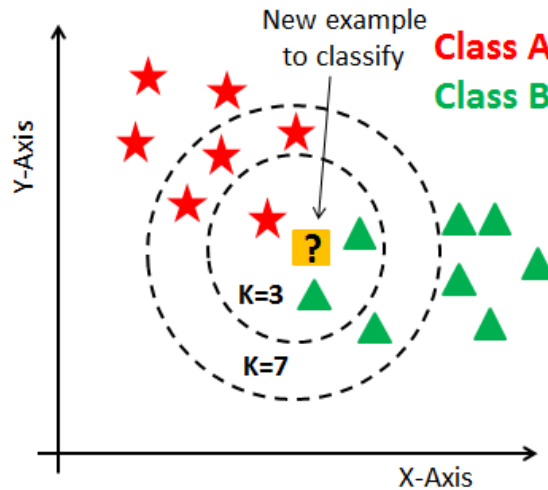 New example
to classify
Class A
Class B
Y-Axis
?
K=3
K=7
X-Axis